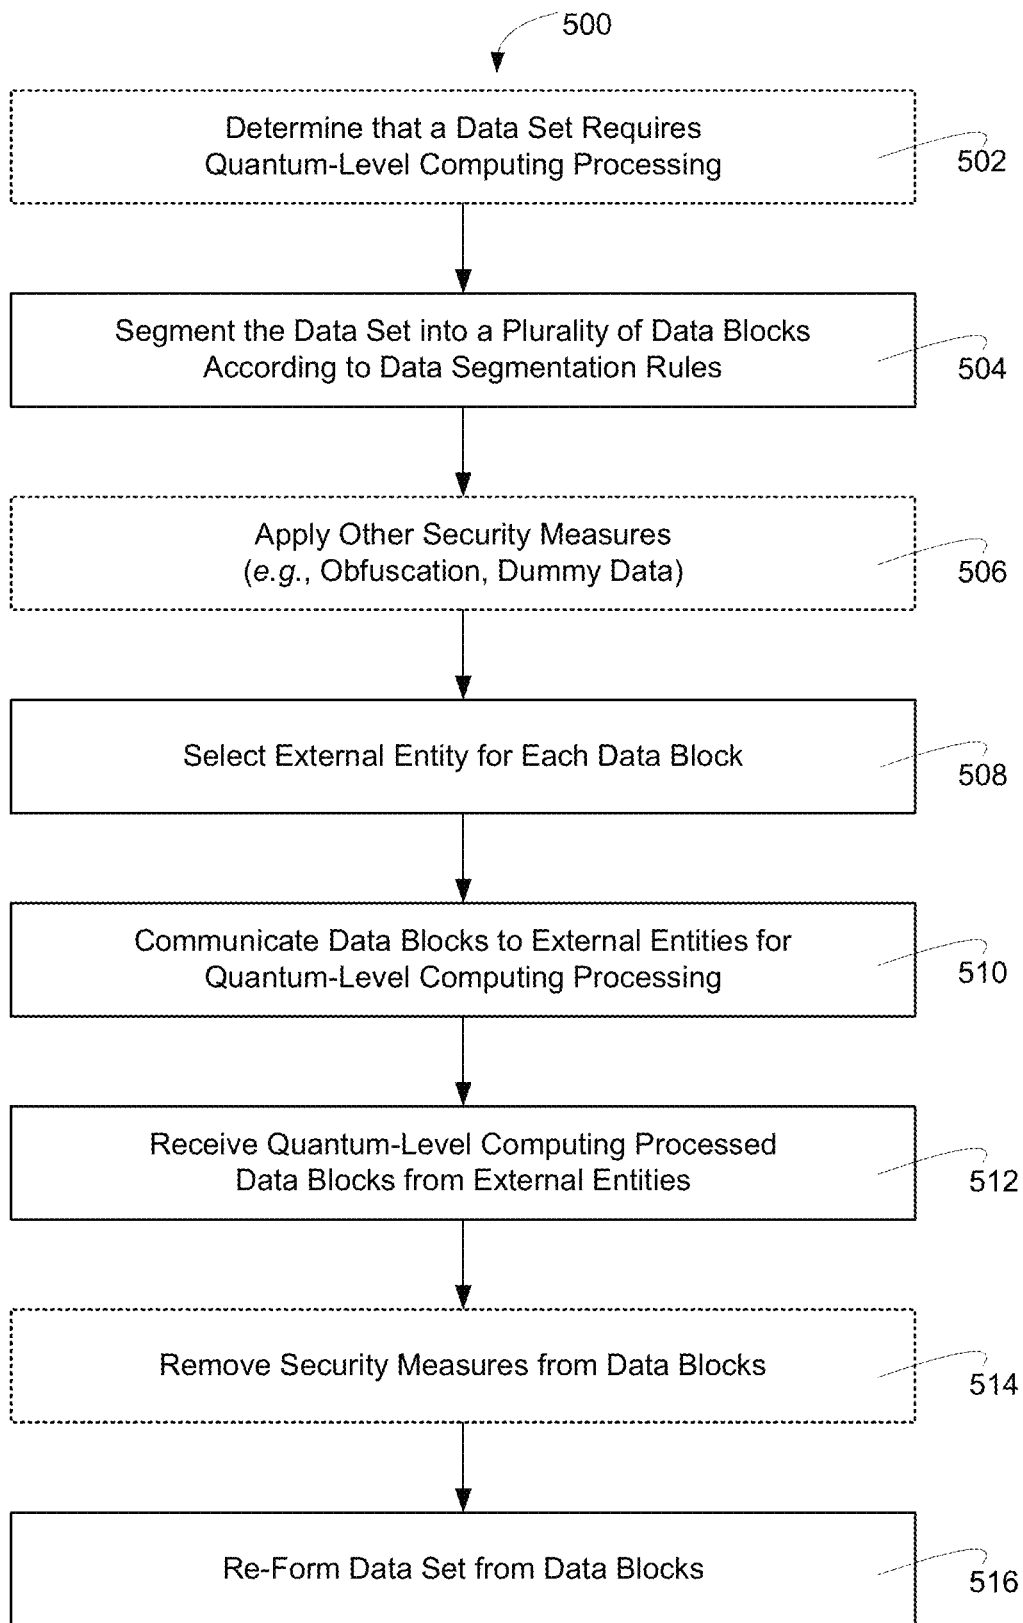 500
Determine that a Data Set Requires
Quantum-Level Computing Processing
502
Segment the Data Set into a Plurality of Data Blocks
According to Data Segmentation Rules
504
Apply Other Security Measures
(e.g., Obfuscation, Dummy Data)
506
Select External Entity for Each Data Block
508
Communicate Data Blocks to External Entities for
Quantum-Level Computing Processing
510
Receive Quantum-Level Computing Processed
Data Blocks from External Entities
512
Remove Security Measures from Data Blocks
514
Re-Form Data Set from Data Blocks
516